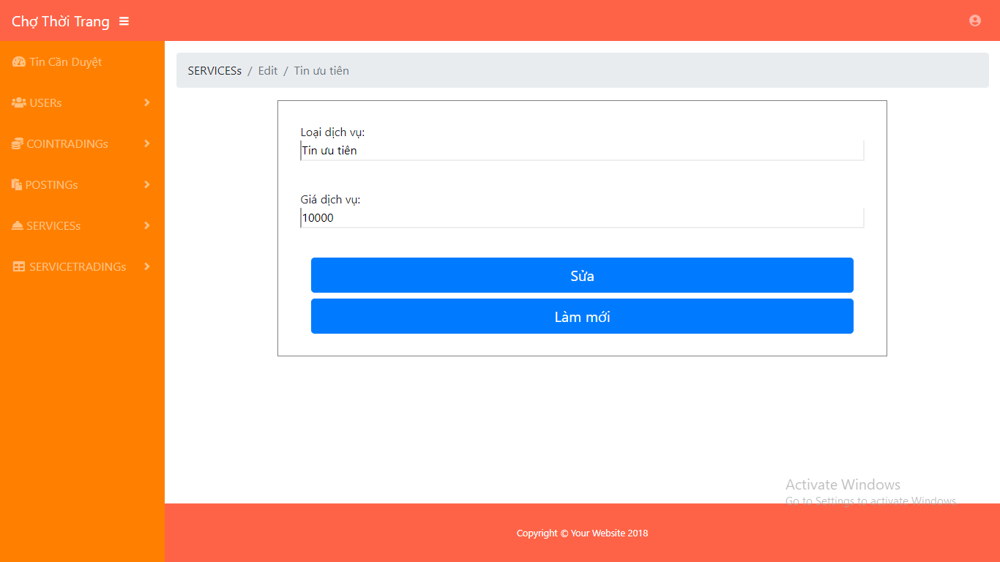 Chợ Thời Trang
Tin Cần Duyệt
USERs
COINTRADINGs
POSTINGs
SERVICESs
SERVICETRADINGs
SERVICESs / Edit / Tin ưu tiên
Loại dịch vụ:
Tin ưu tiên
Giá dịch vụ:
10000
Sửa
Làm mới
Activate Windows
Go to Settings to activate Windows.
Copyright © Your Website 2018